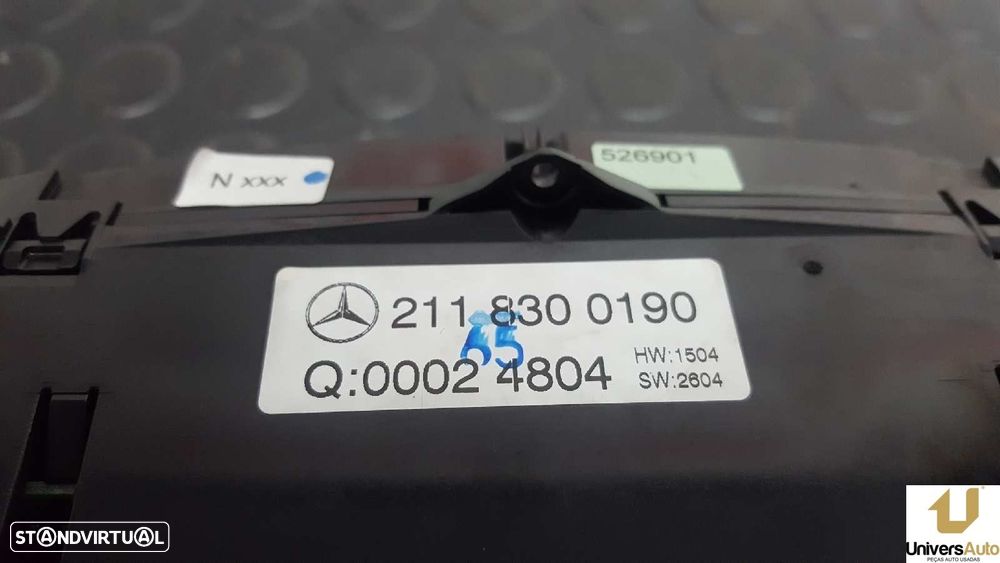 N xxx
526901
211 830 0190
65
Q:0002 4804
HW:1504
SW:2604
STANDVIRTUAL
UniversAuto
PEÇAS AUTO USADAS